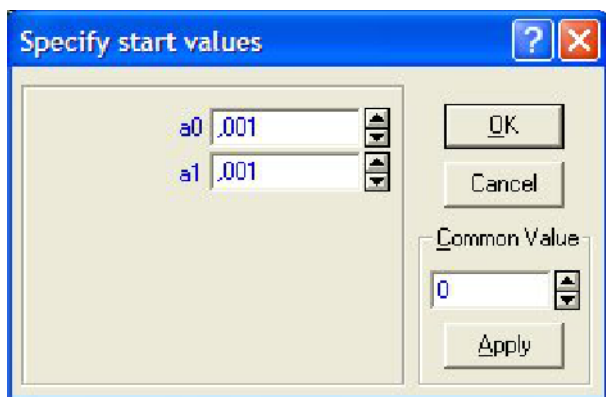 Specify start values
a0 ,001
a1 ,001
OK
Cancel
Common Value
0
Apply